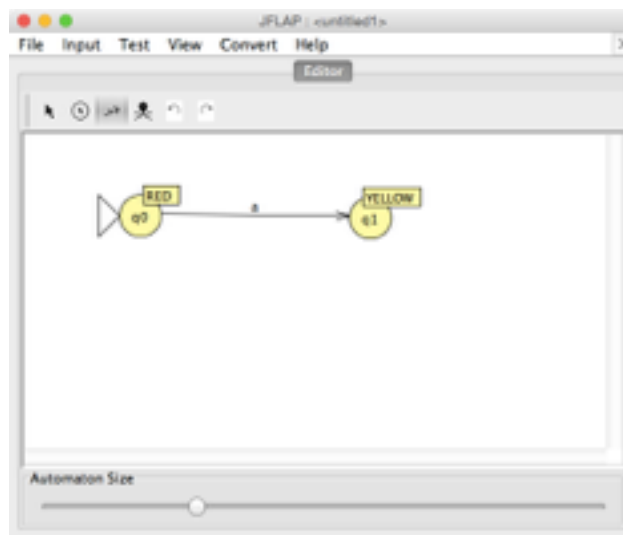 JFLAP : <untitled1>
File Input Test View Convert Help
Editor
RED
q0
a
YELLOW
q1
Automaton Size